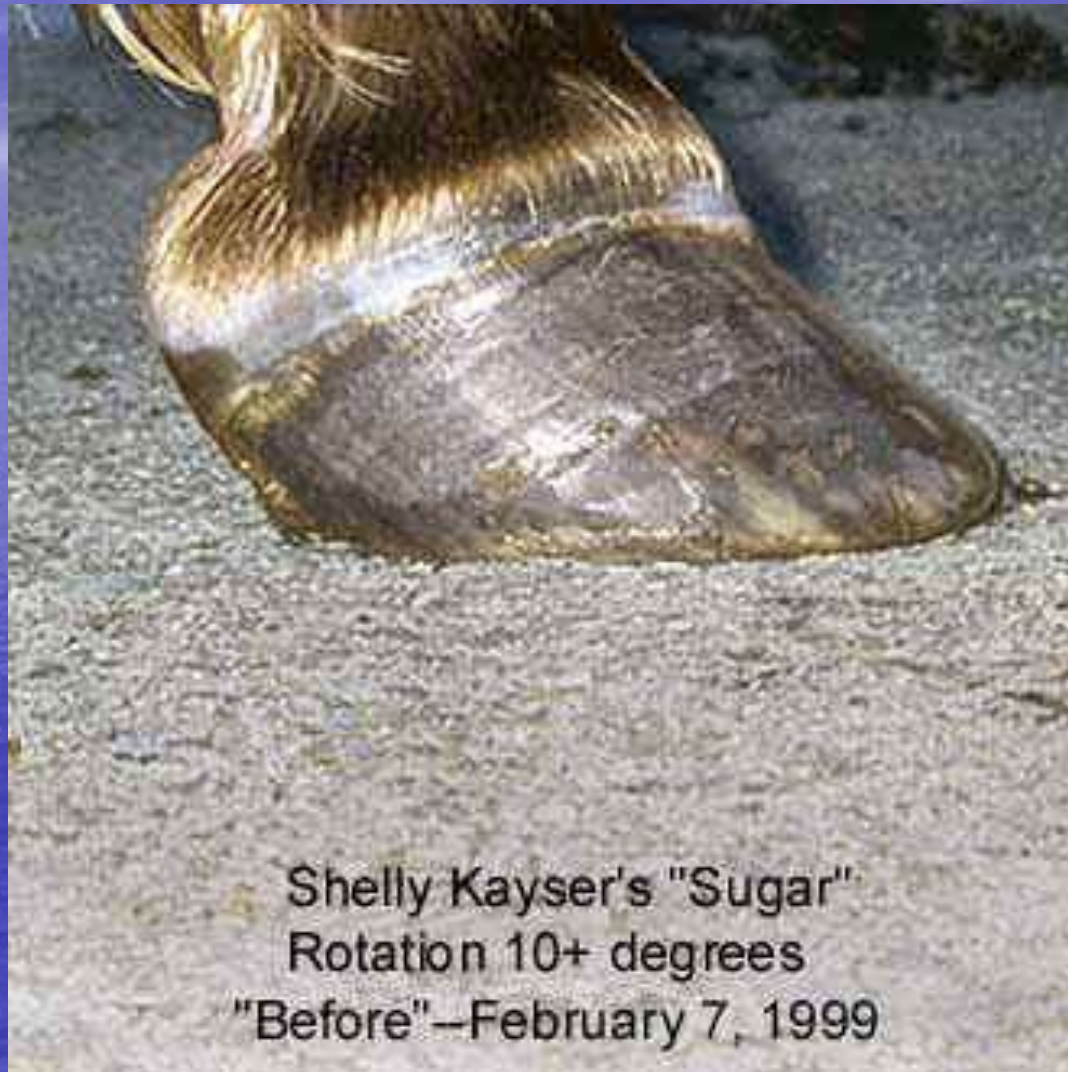 Shelly Kayser's "Sugar"
Rotation 10+ degrees
"Before"--February 7, 1999